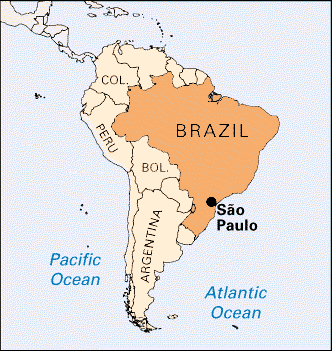 COL.
BRAZIL
PERU
BOL.
São
Paulo
ARGENTINA
Pacific
Ocean
Atlantic
Ocean